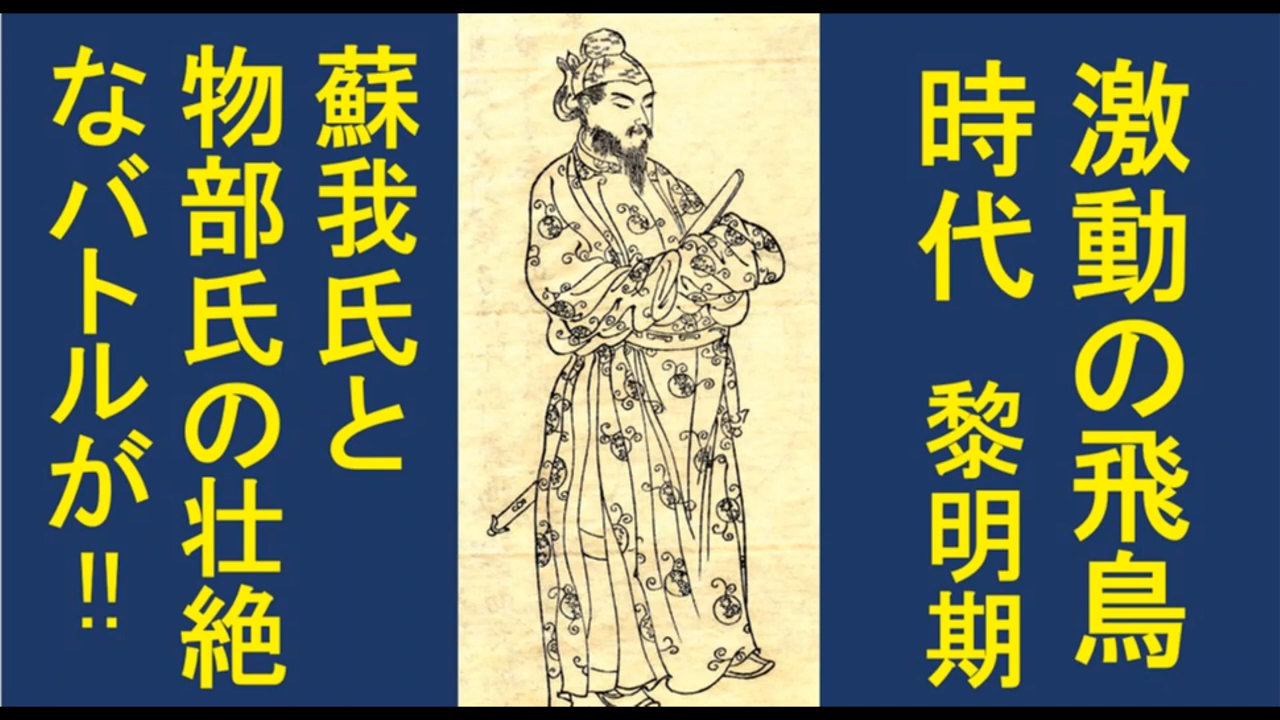 激動の飛鳥
時代 黎明期
蘇我氏と
物部氏の壮絶
なバトルが!!